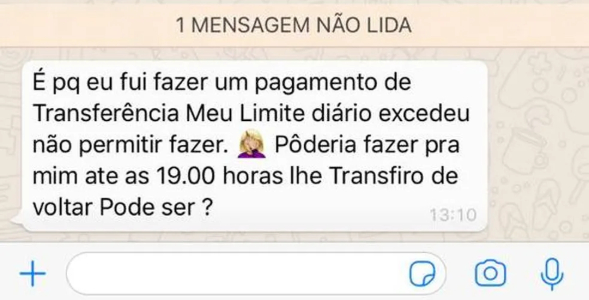 1 MENSAGEM NÃO LIDA
É pq eu fui fazer um pagamento de
Transferência Meu Limite diário excedeu
não permitir fazer. 🤦🏼‍♀️ Pôderia fazer pra
mim ate as 19.00 horas lhe Transfiro de
voltar Pode ser ?
13:10